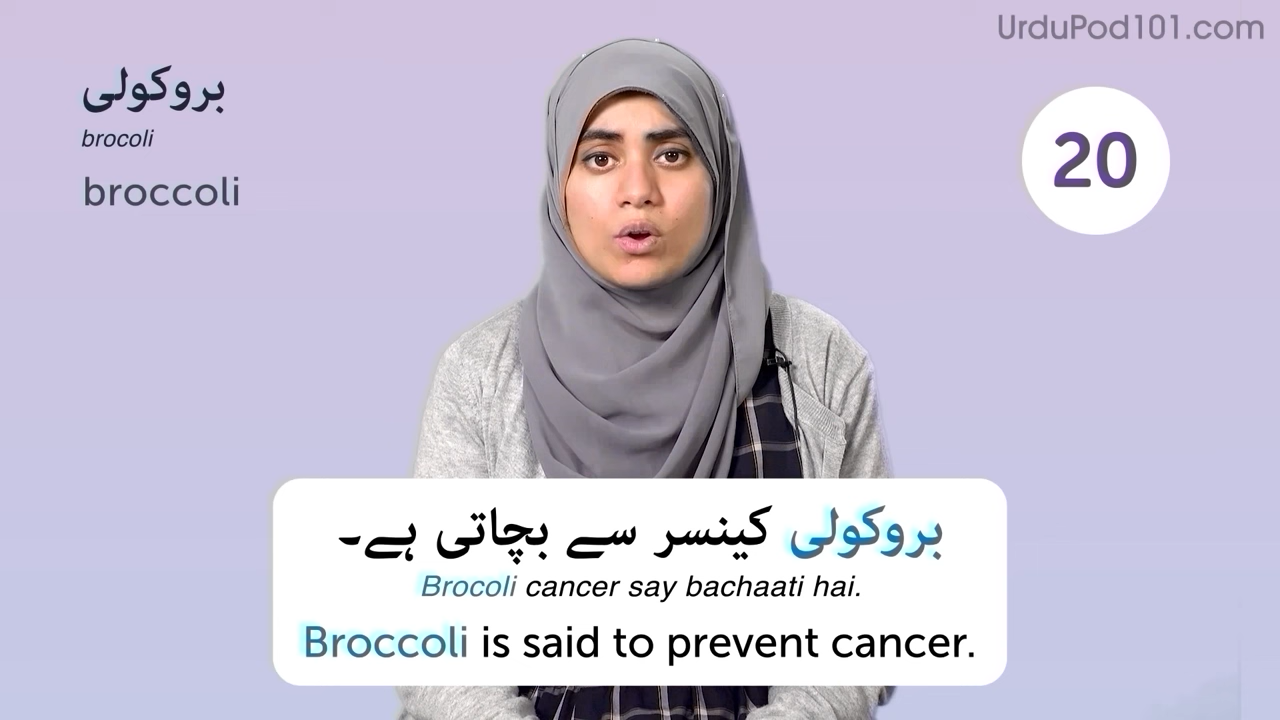 UrduPod101.com
بروکولی
brocoli
broccoli
20
بروکولی کینسر سے بچاتی ہے۔
Brocoli cancer say bachaati hai.
Broccoli is said to prevent cancer.